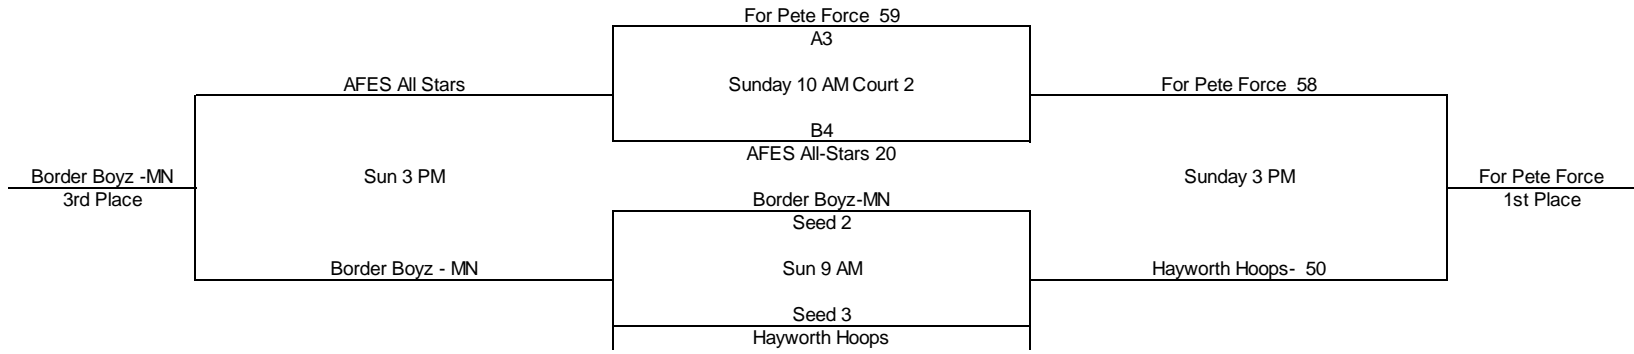 For Pete Force 59
A3
AFES All Stars
Sunday 10 AM Court 2
For Pete Force 58
B4
AFES All-Stars 20
Border Boyz -MN
3rd Place
Sun 3 PM
Sunday 3 PM
For Pete Force
1st Place
Border Boyz-MN
Seed 2
Border Boyz - MN
Sun 9 AM
Hayworth Hoops- 50
Seed 3
Hayworth Hoops